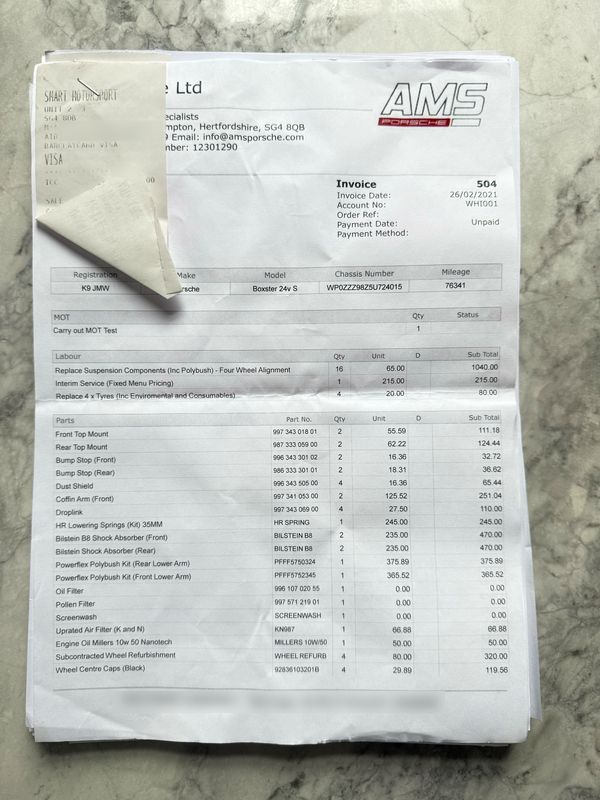 SMART MOTORSPORT
UNIT 2
SG4 8QB
AID
BARCLAYCARD VISA
VISA
ICC
00
SALE
e Ltd
ecialists
mpton, Hertfordshire, SG4 8QB
9 Email: info@amsporsche.com
mber: 12301290
AMS
PORSCHE
Invoice 504
Invoice Date: 26/02/2021
Account No: WHI001
Order Ref:
Payment Date: Unpaid
Payment Method:
Registration Make Model Chassis Number Mileage
K9 JMW rsche Boxster 24v S WP0ZZZ98Z5U724015 76341
MOT Qty Status
Carry out MOT Test 1
Labour Qty Unit D Sub Total
Replace Suspension Components (Inc Polybush) - Four Wheel Alignment 16 65.00 1040.00
Interim Service (Fixed Menu Pricing) 1 215.00 215.00
Replace 4 x Tyres (Inc Enviromental and Consumables) 4 20.00 80.00
Parts Part No. Qty Unit D Sub Total
Front Top Mount 997 343 018 01 2 55.59 111.18
Rear Top Mount 987 333 059 00 2 62.22 124.44
Bump Stop (Front) 996 343 301 02 2 16.36 32.72
Bump Stop (Rear) 986 333 301 01 2 18.31 36.62
Dust Shield 996 343 505 00 4 16.36 65.44
Coffin Arm (Front) 997 341 053 00 2 125.52 251.04
Droplink 997 343 069 00 4 27.50 110.00
HR Lowering Springs (Kit) 35MM HR SPRING 1 245.00 245.00
Bilstein B8 Shock Absorber (Front) BILSTEIN B8 2 235.00 470.00
Bilstein Shock Absorber (Rear) BILSTEIN B8 2 235.00 470.00
Powerflex Polybush Kit (Rear Lower Arm) PFFF5750324 1 375.89 375.89
Powerflex Polybush Kit (Front Lower Arm) PFFF5752345 1 365.52 365.52
Oil Filter 996 107 020 55 1 0.00 0.00
Pollen Filter 997 571 219 01 1 0.00 0.00
Screenwash SCREENWASH 1 0.00 0.00
Uprated Air Filter (K and N) KN987 1 66.88 66.88
Engine Oil Millers 10w 50 Nanotech MILLERS 10W/50 1 50.00 50.00
Subcontracted Wheel Refurbishment WHEEL REFURB 4 80.00 320.00
Wheel Centre Caps (Black) 92836103201B 4 29.89 119.56